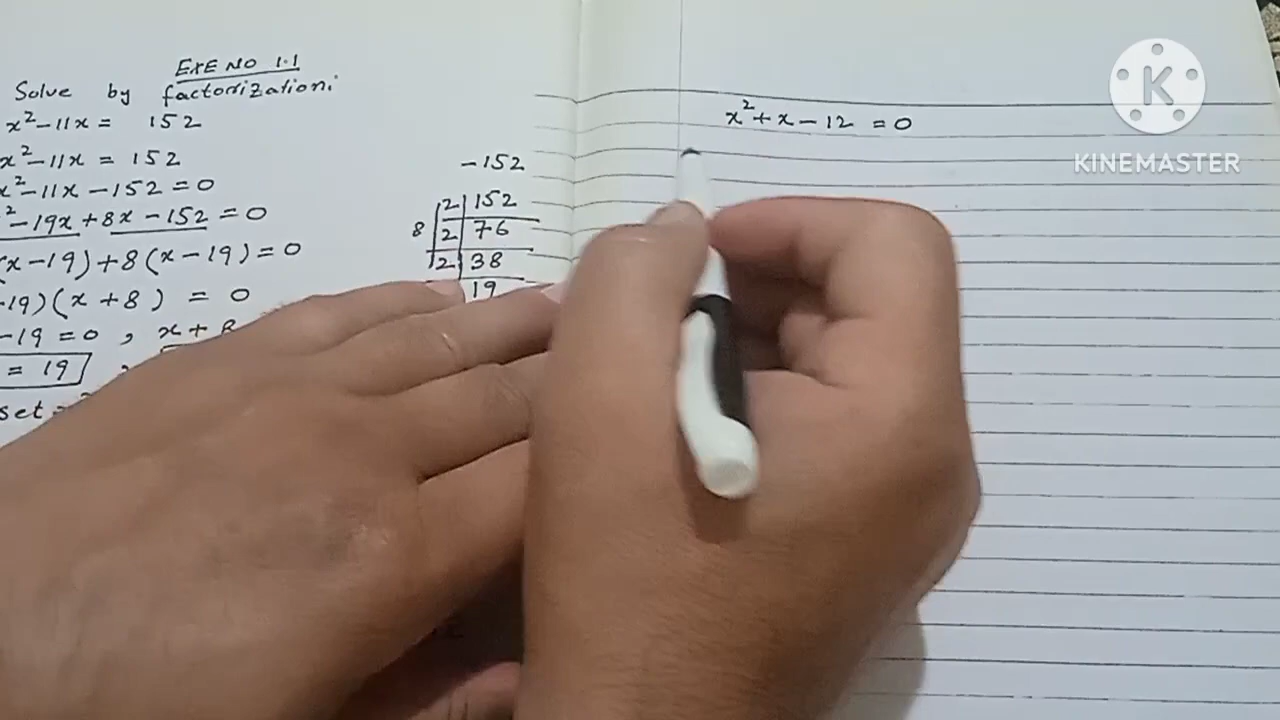 EXE NO 1.1
Solve by factorization:
x²-11x = 152
x²-11x = 152
x²-11x-152=0
²-19x+8x-152=0
(x-19)+8(x-19)=0
-19)(x+8) = 0
-19=0, x+8
= 19
set =
-152
2|152
8 2|76
2|38
19
x²+x-12 =0
K
KINEMASTER